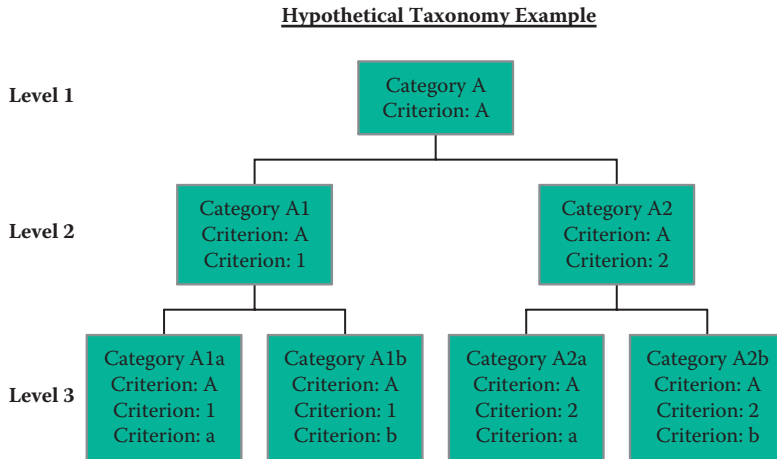 Hypothetical Taxonomy Example
Level 1
Category A
Criterion: A
Level 2
Category A1
Criterion: A
Criterion: 1
Category A2
Criterion: A
Criterion: 2
Level 3
Category A1a
Criterion: A
Criterion: 1
Criterion: a
Category A1b
Criterion: A
Criterion: 1
Criterion: b
Category A2a
Criterion: A
Criterion: 2
Criterion: a
Category A2b
Criterion: A
Criterion: 2
Criterion: b